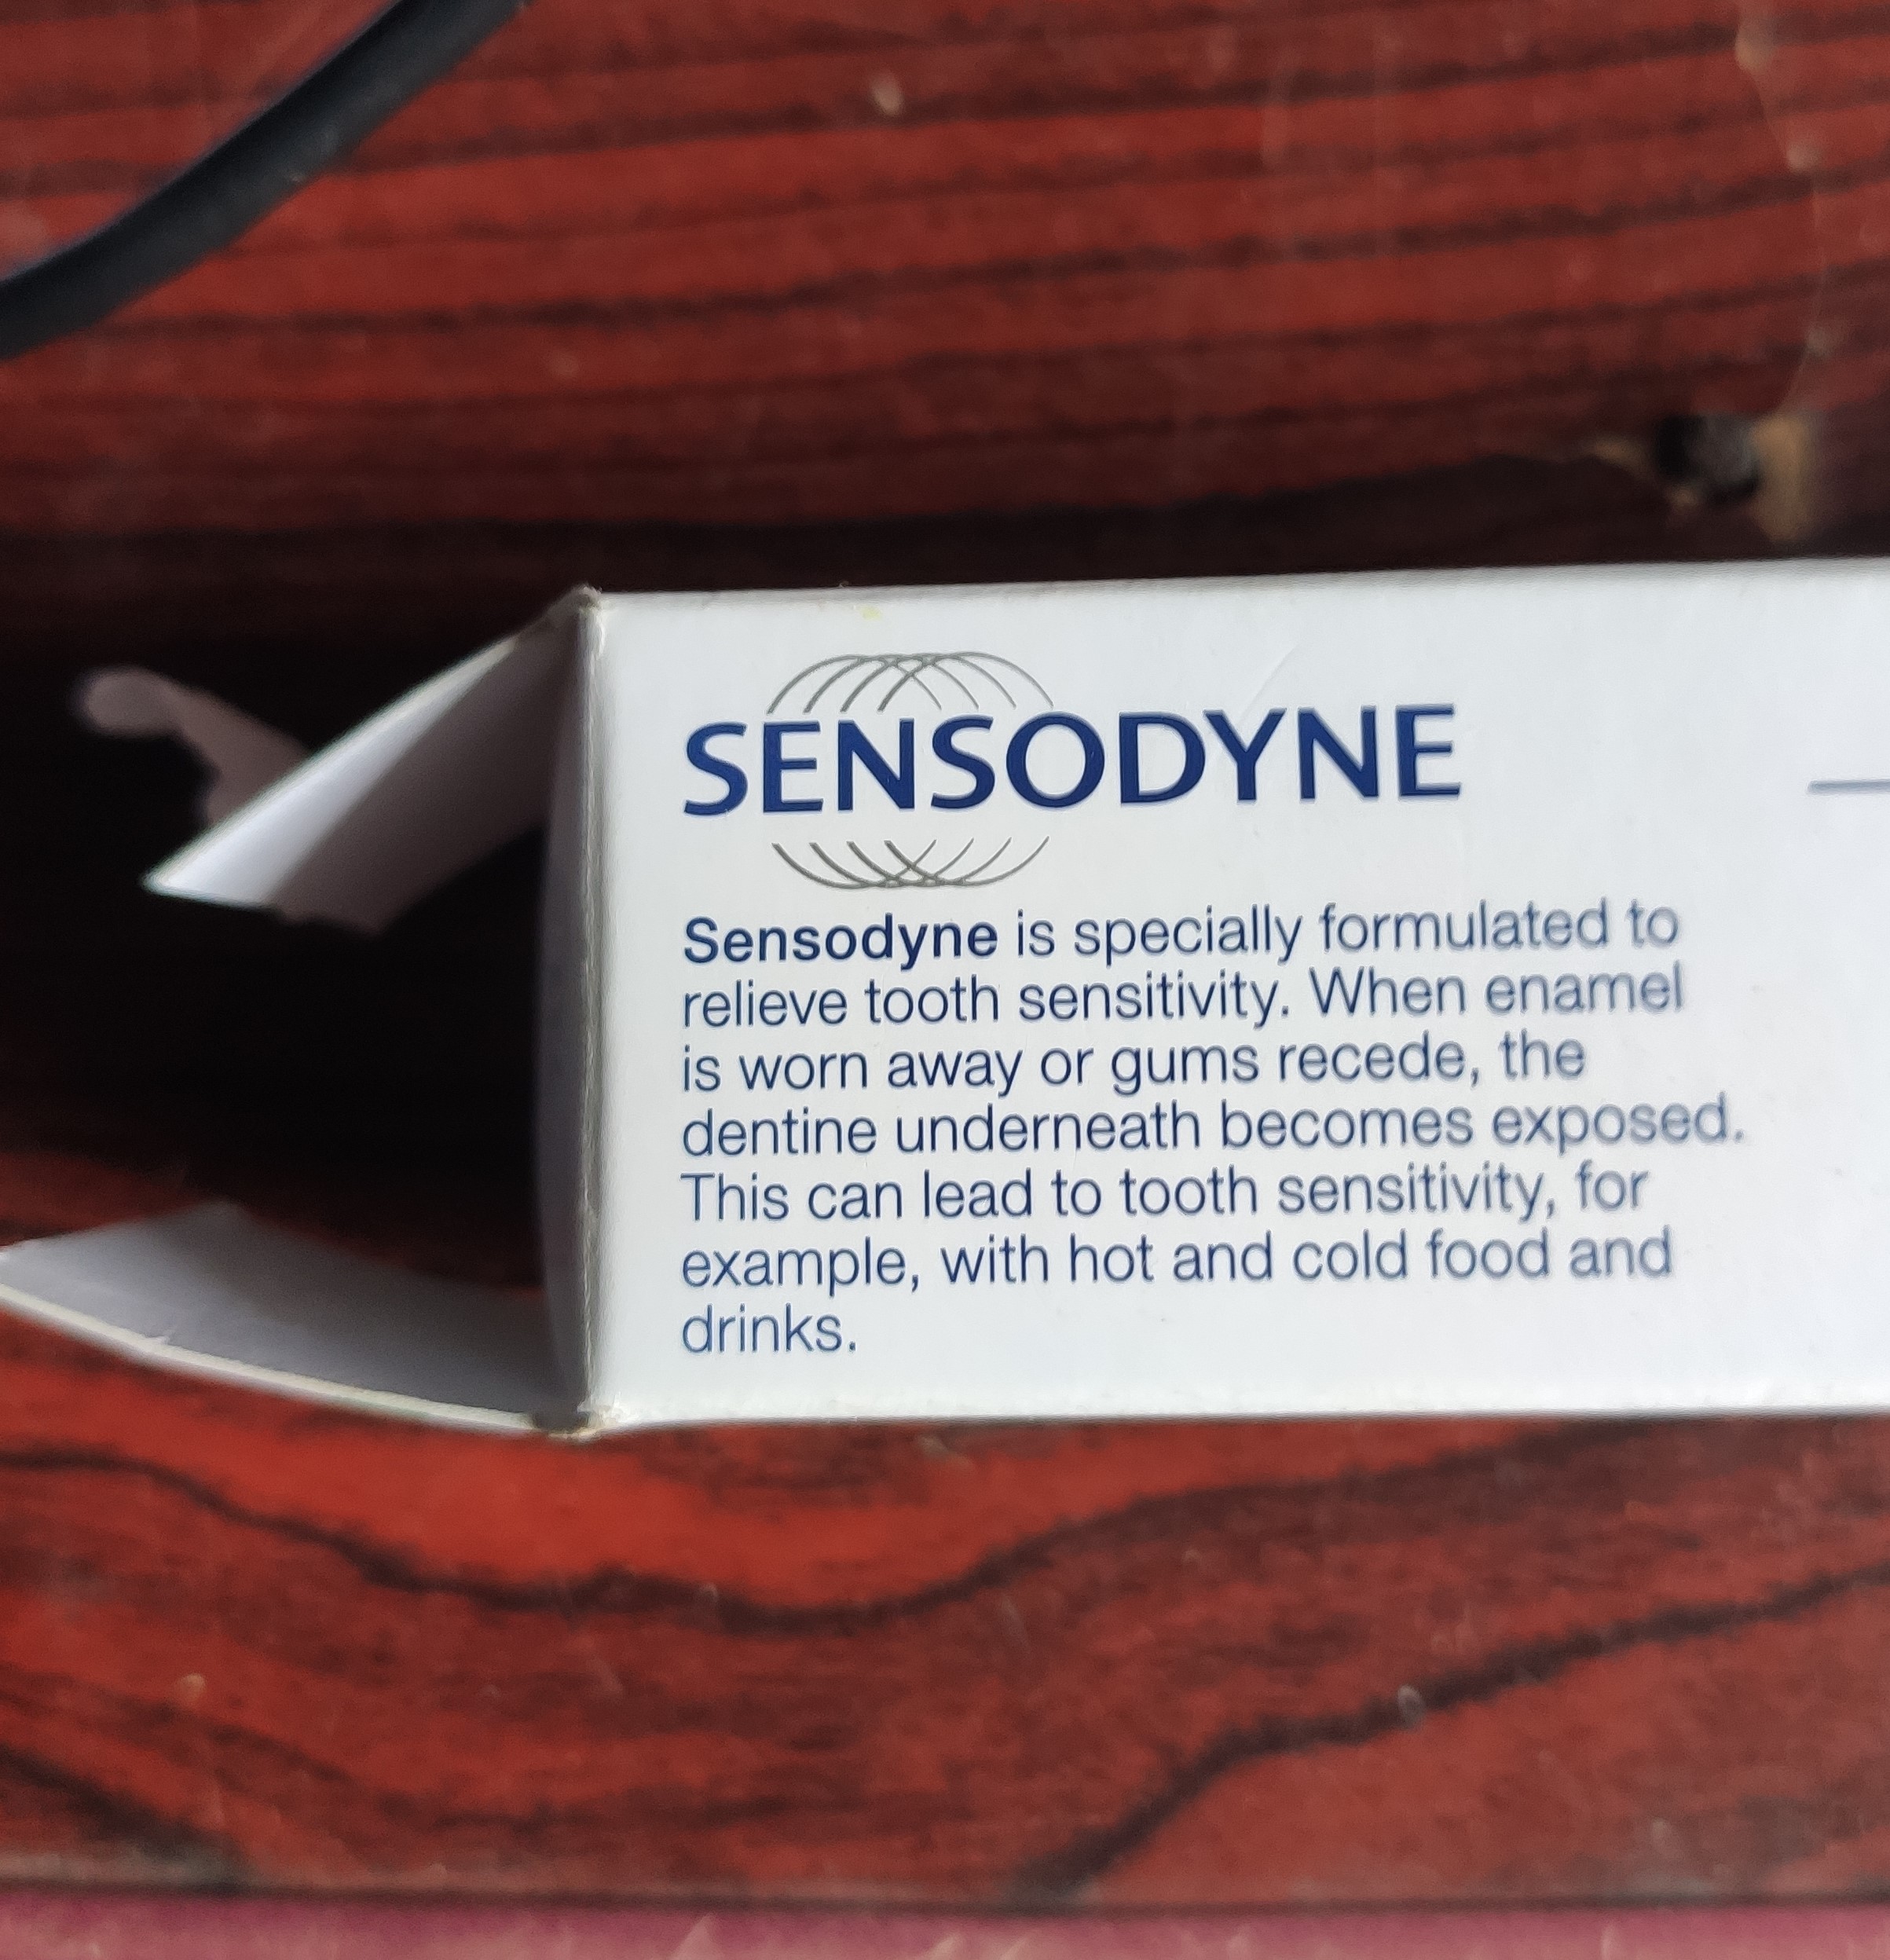 SENSODYNE
Sensodyne is specially formulated to
relieve tooth sensitivity. When enamel
is worn away or gums recede, the
dentine underneath becomes exposed.
This can lead to tooth sensitivity, for
example, with hot and cold food and
drinks.